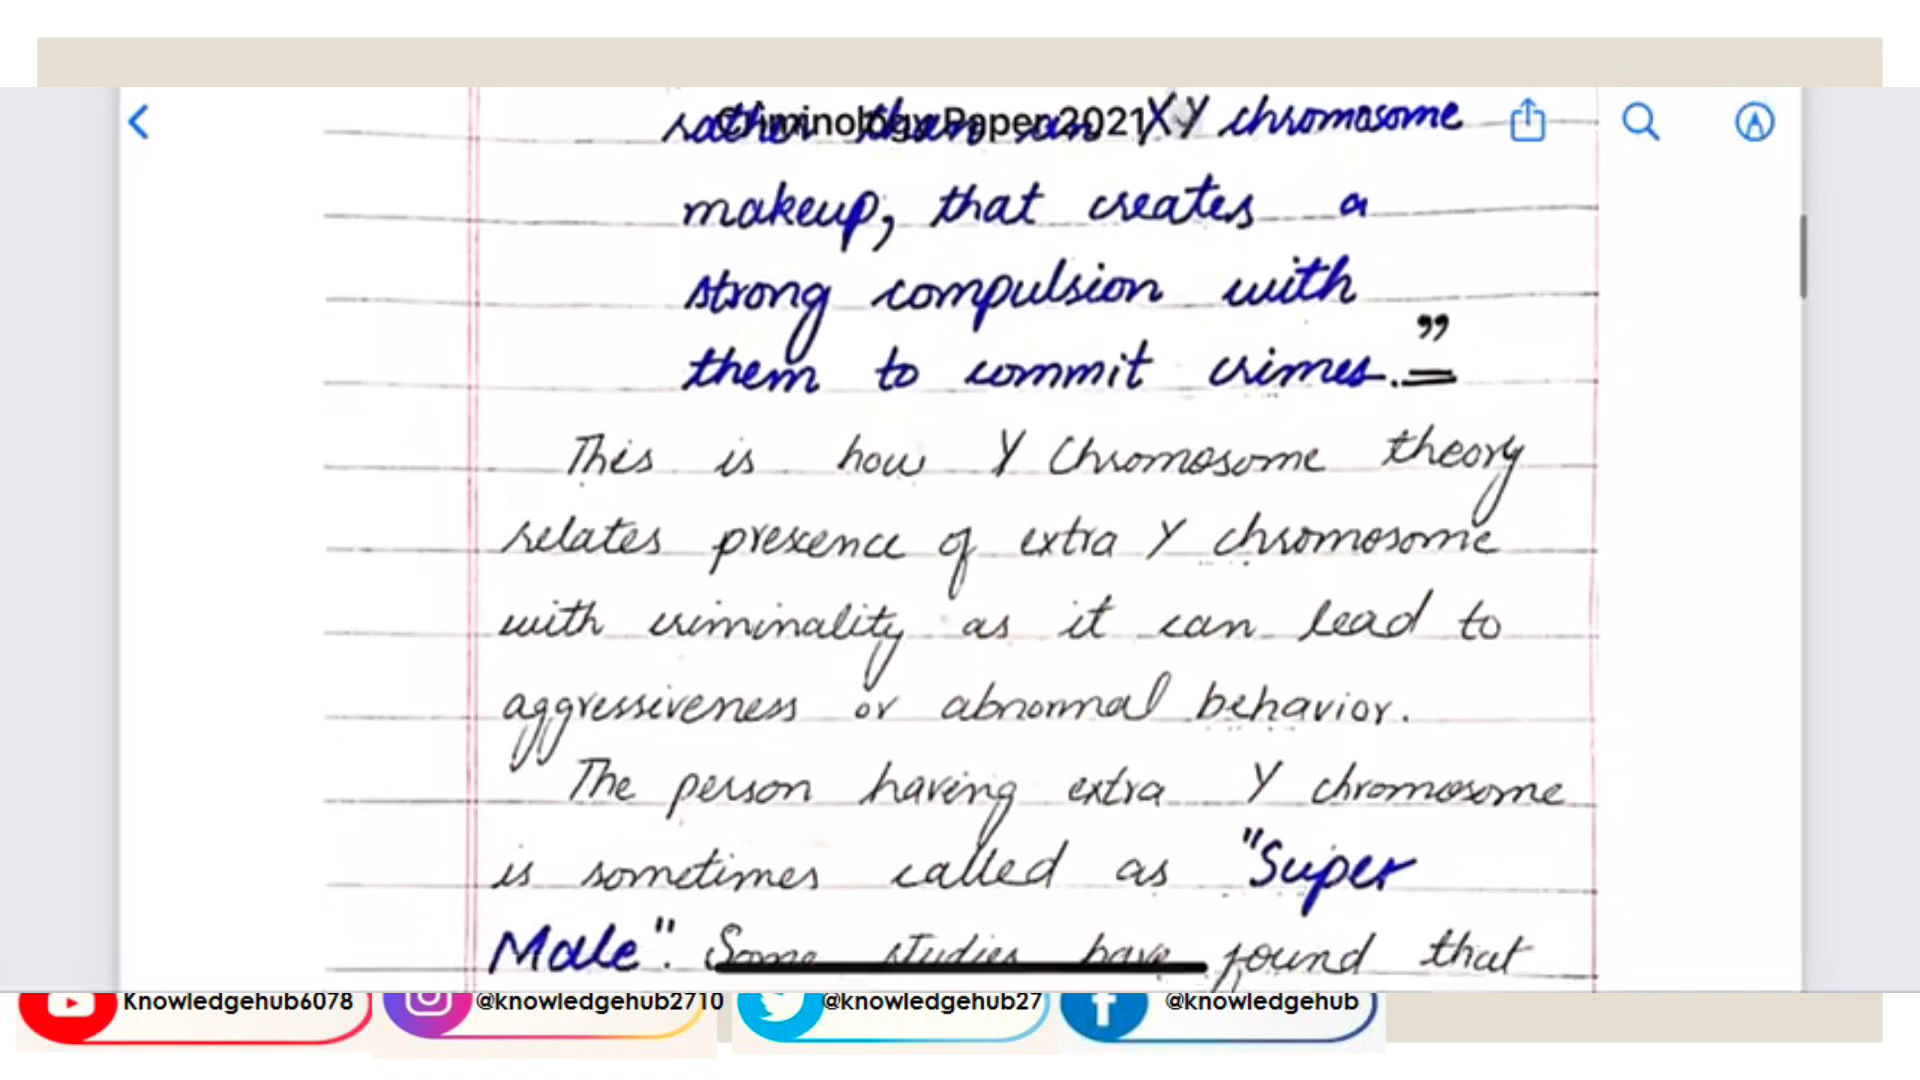 Criminology Paper 2021
rather than an XY chromosome
makeup, that creates a
strong compulsion with
them to commit crimes."
This is how Y Chromosome theory
relates presence of extra Y chromosome
with criminality as it can lead to
aggressiveness or abnormal behavior.
The person having extra Y chromosome
is sometimes called as "Super
Male". Some studies have found that
Knowledgehub6078 @knowledgehub2710 @knowledgehub27 @knowledgehub